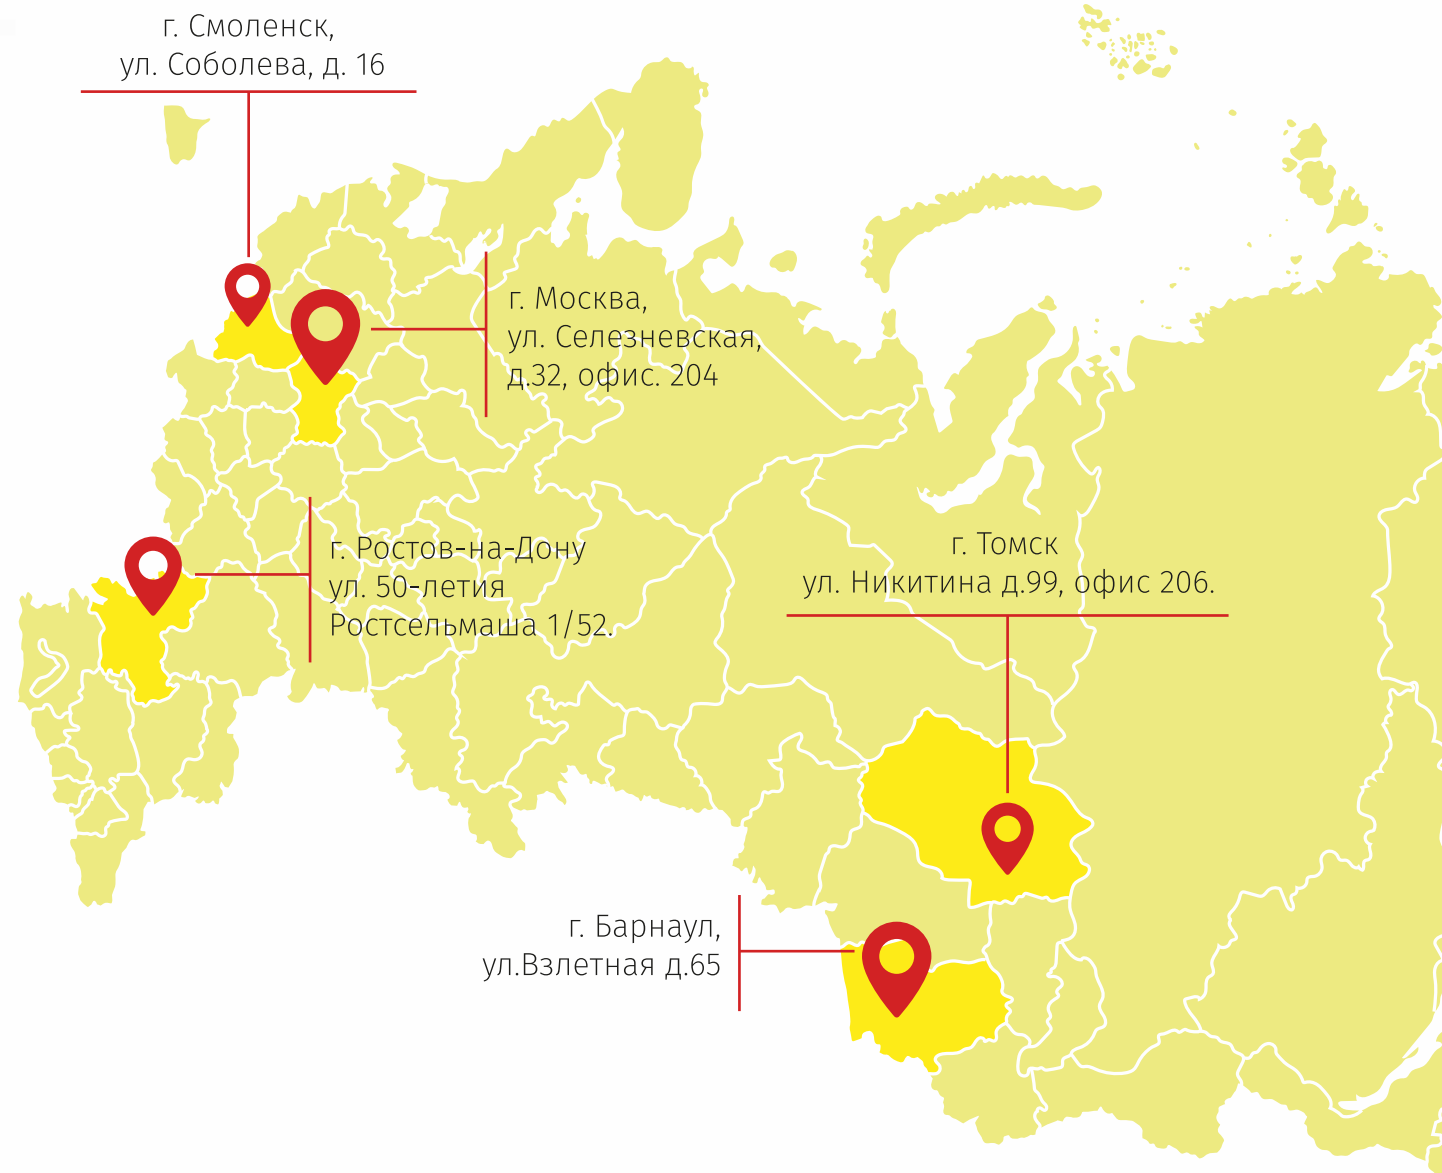 г. Смоленск,
ул. Соболева, д. 16
г. Москва,
ул. Селезневская,
д.32, офис. 204
г. Ростов-на-Дону
ул. 50-летия
Ростсельмаша 1/52.
г. Томск
ул. Никитина д.99, офис 206.
г. Барнаул,
ул.Взлетная д.65